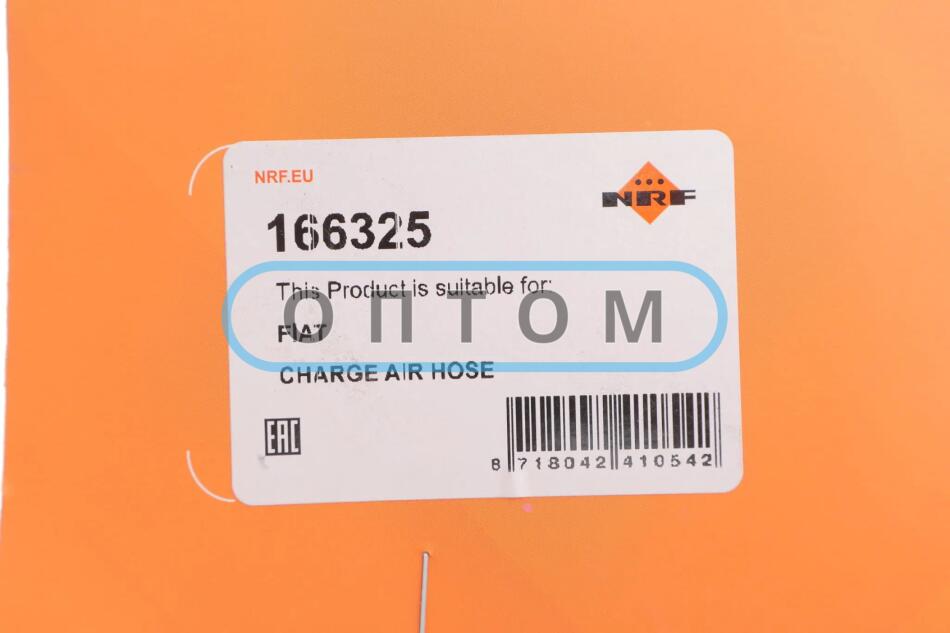 NRF.EU
NRF
166325
This Product is suitable for:
ОПТОМ
FIAT
CHARGE AIR HOSE
EAC
8 718042 410542